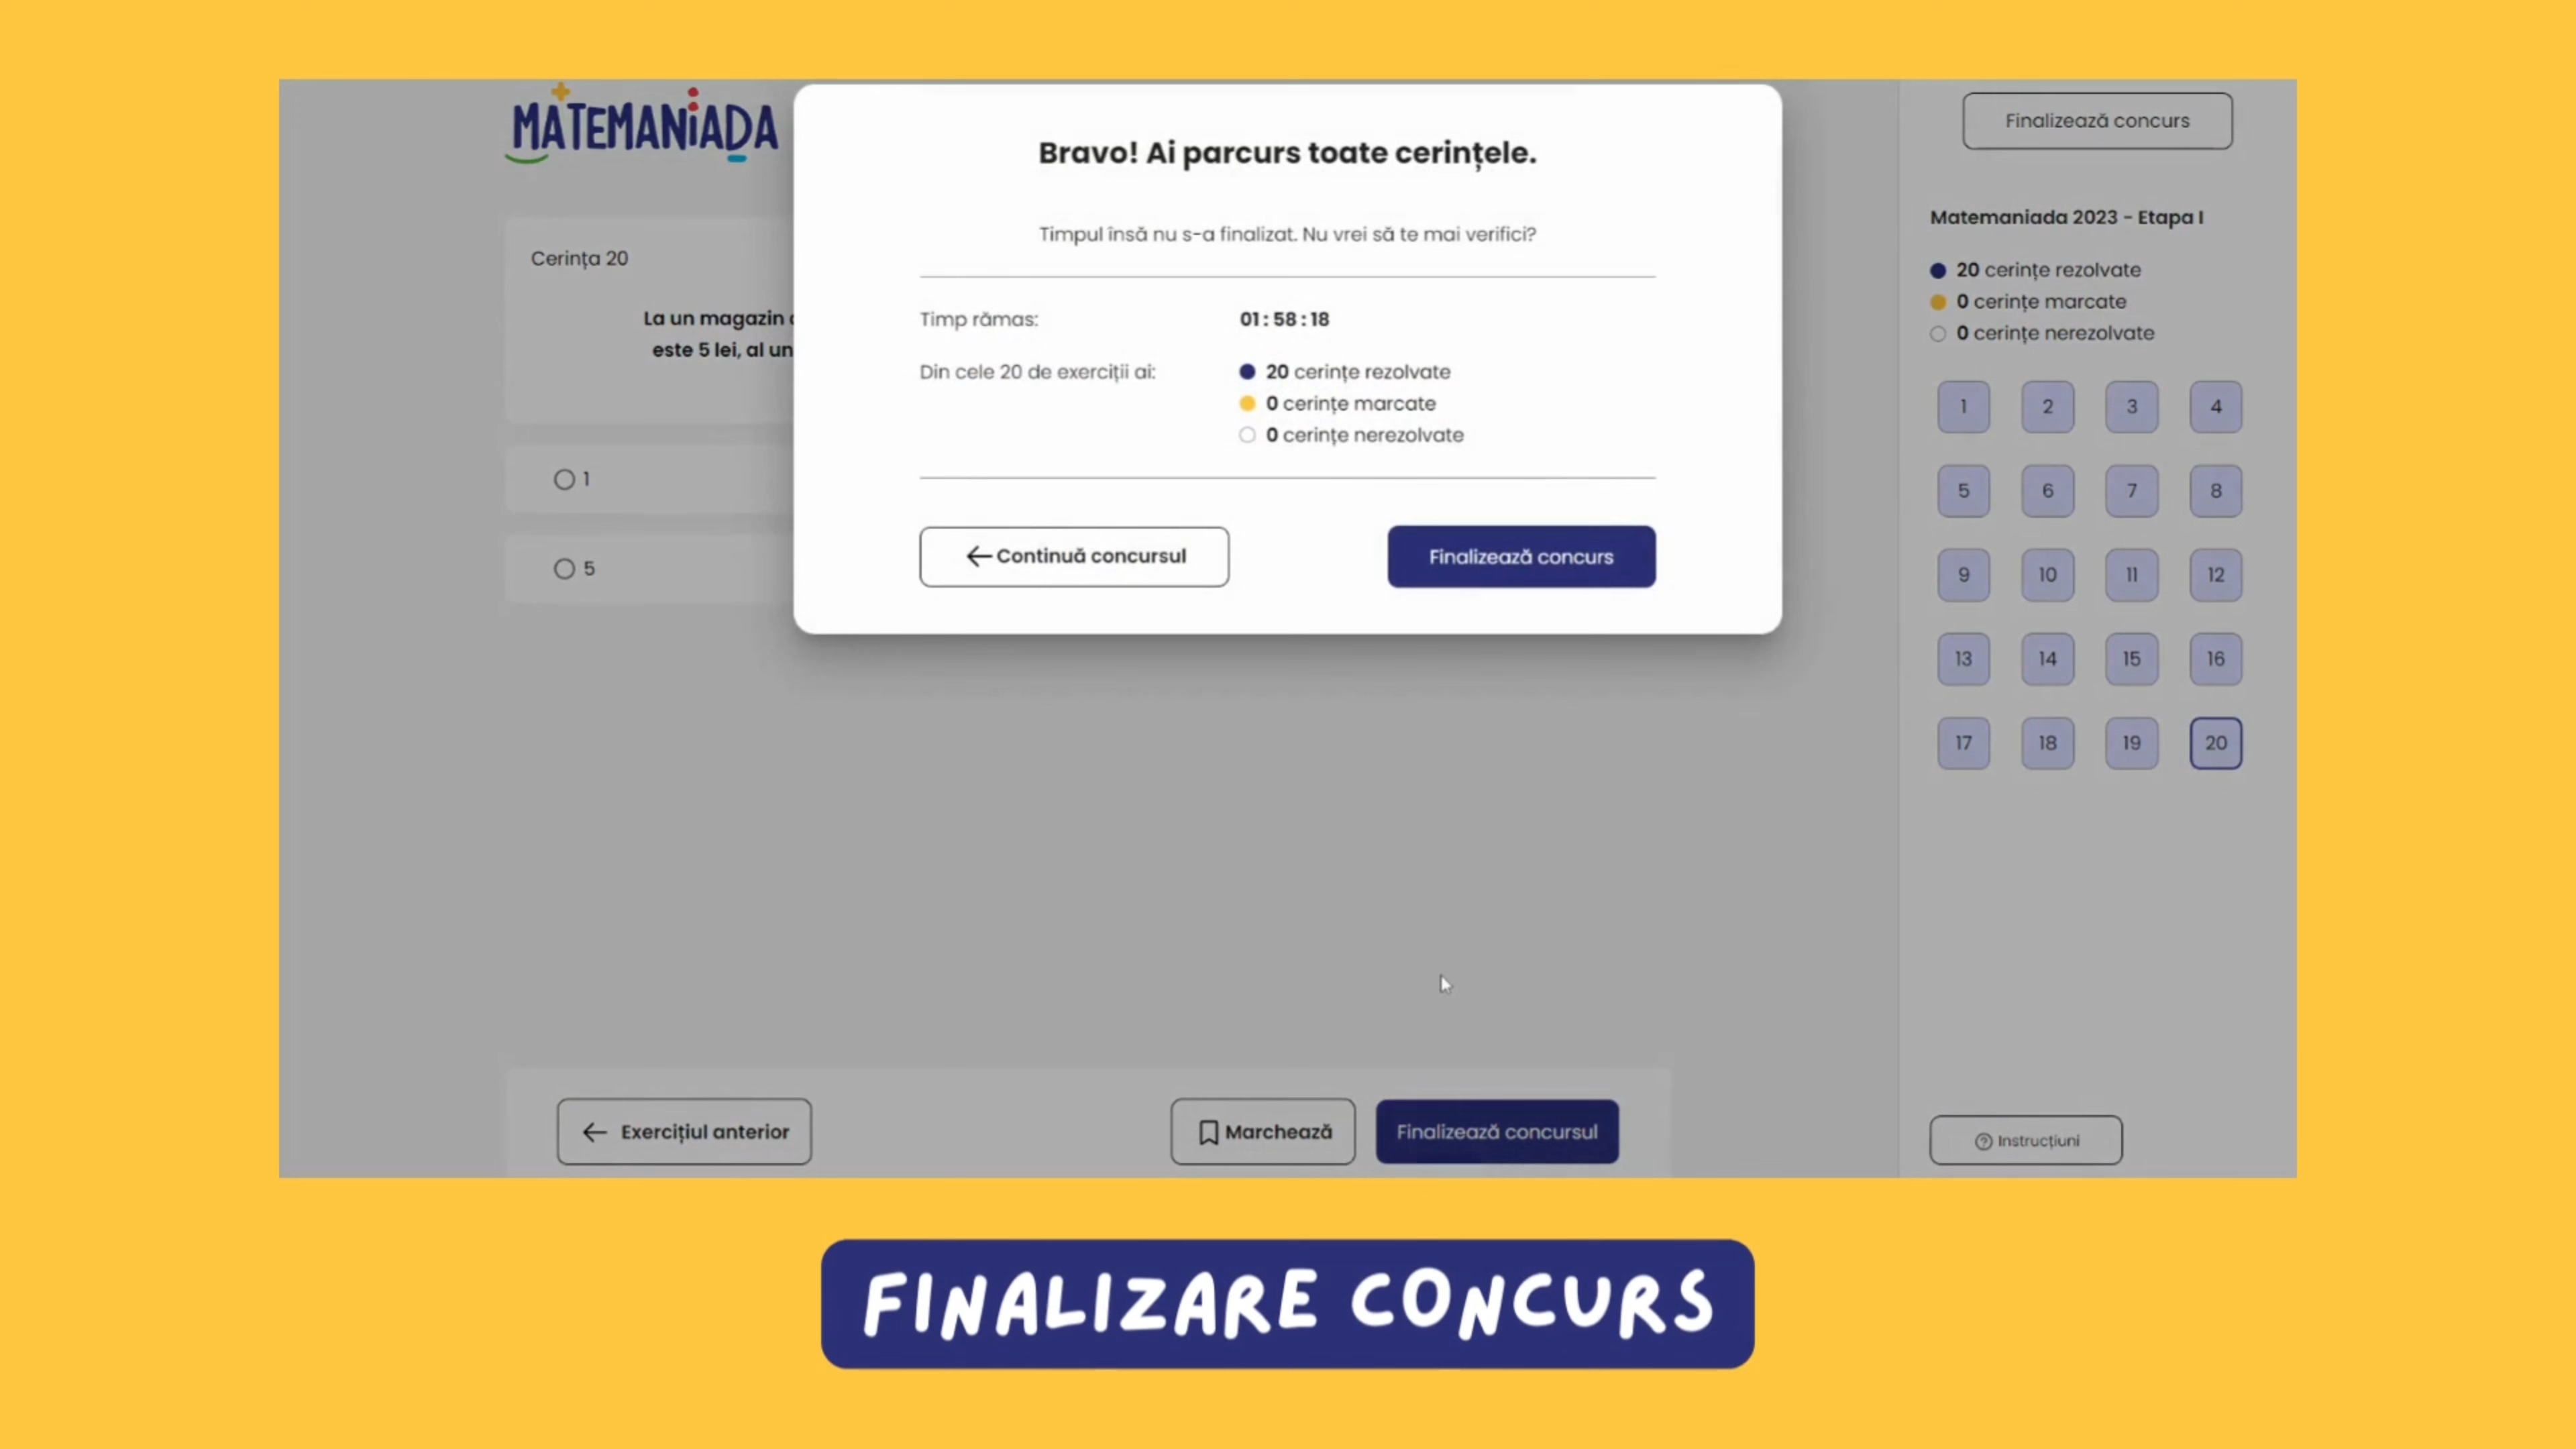 MATEMANiADA
Cerința 20
La un magazin
este 5 lei, al un
1
5
Bravo! Ai parcurs toate cerințele.
Timpul însă nu s-a finalizat. Nu vrei să te mai verifici?
Timp rămas: 01 : 58 : 18
Din cele 20 de exerciții ai: 20 cerințe rezolvate
0 cerințe marcate
0 cerințe nerezolvate
Continuă concursul
Finalizează concurs
Exercițiul anterior
Marchează
Finalizează concursul
Finalizează concurs
Matemaniada 2023 - Etapa I
20 cerințe rezolvate
0 cerințe marcate
0 cerințe nerezolvate
1 2 3 4
5 6 7 8
9 10 11 12
13 14 15 16
17 18 19 20
Instrucțiuni
FINALIZARE CONCURS